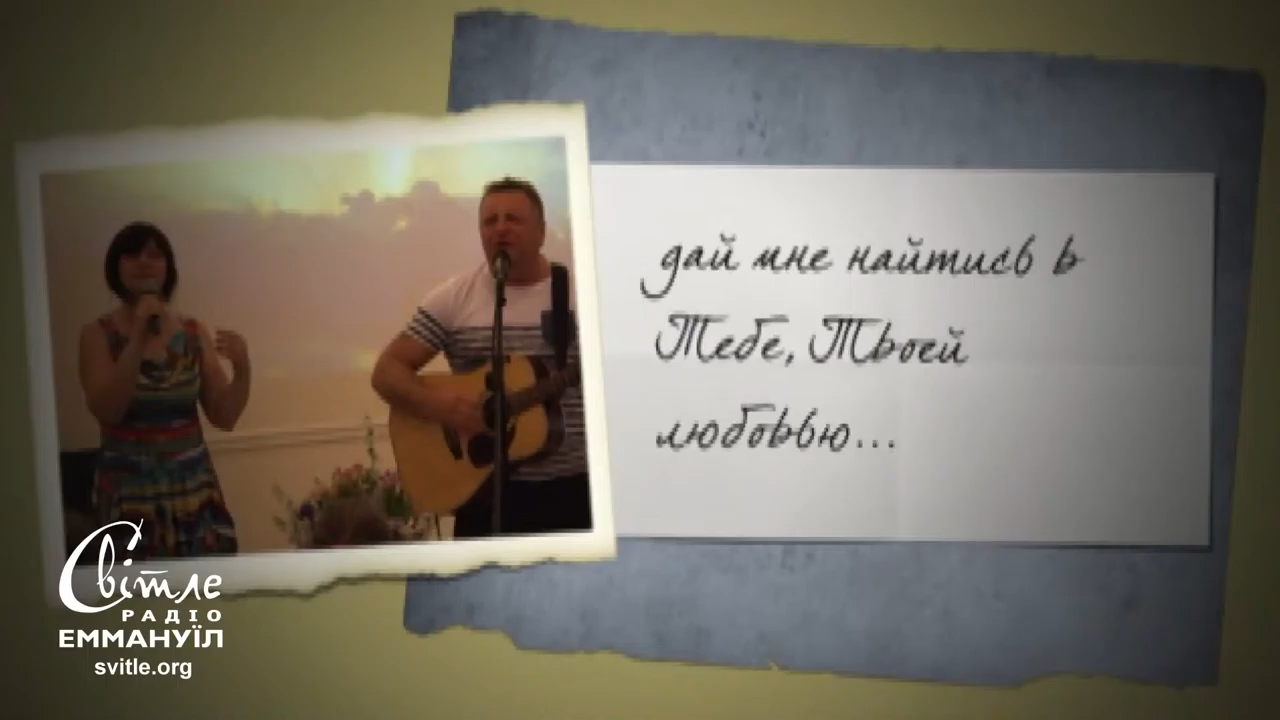 дай мне найтись в
Тебе, Твоей
любовью...
Світле
РАДІО
ЕММАНУЇЛ
svitle.org